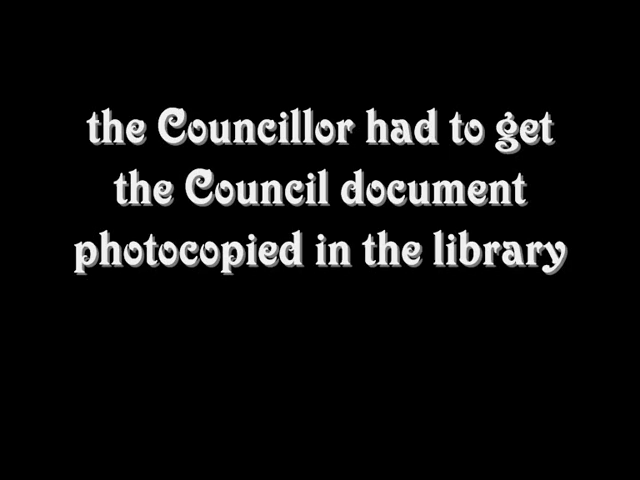 the Councillor had to get
the Council document
photocopied in the library